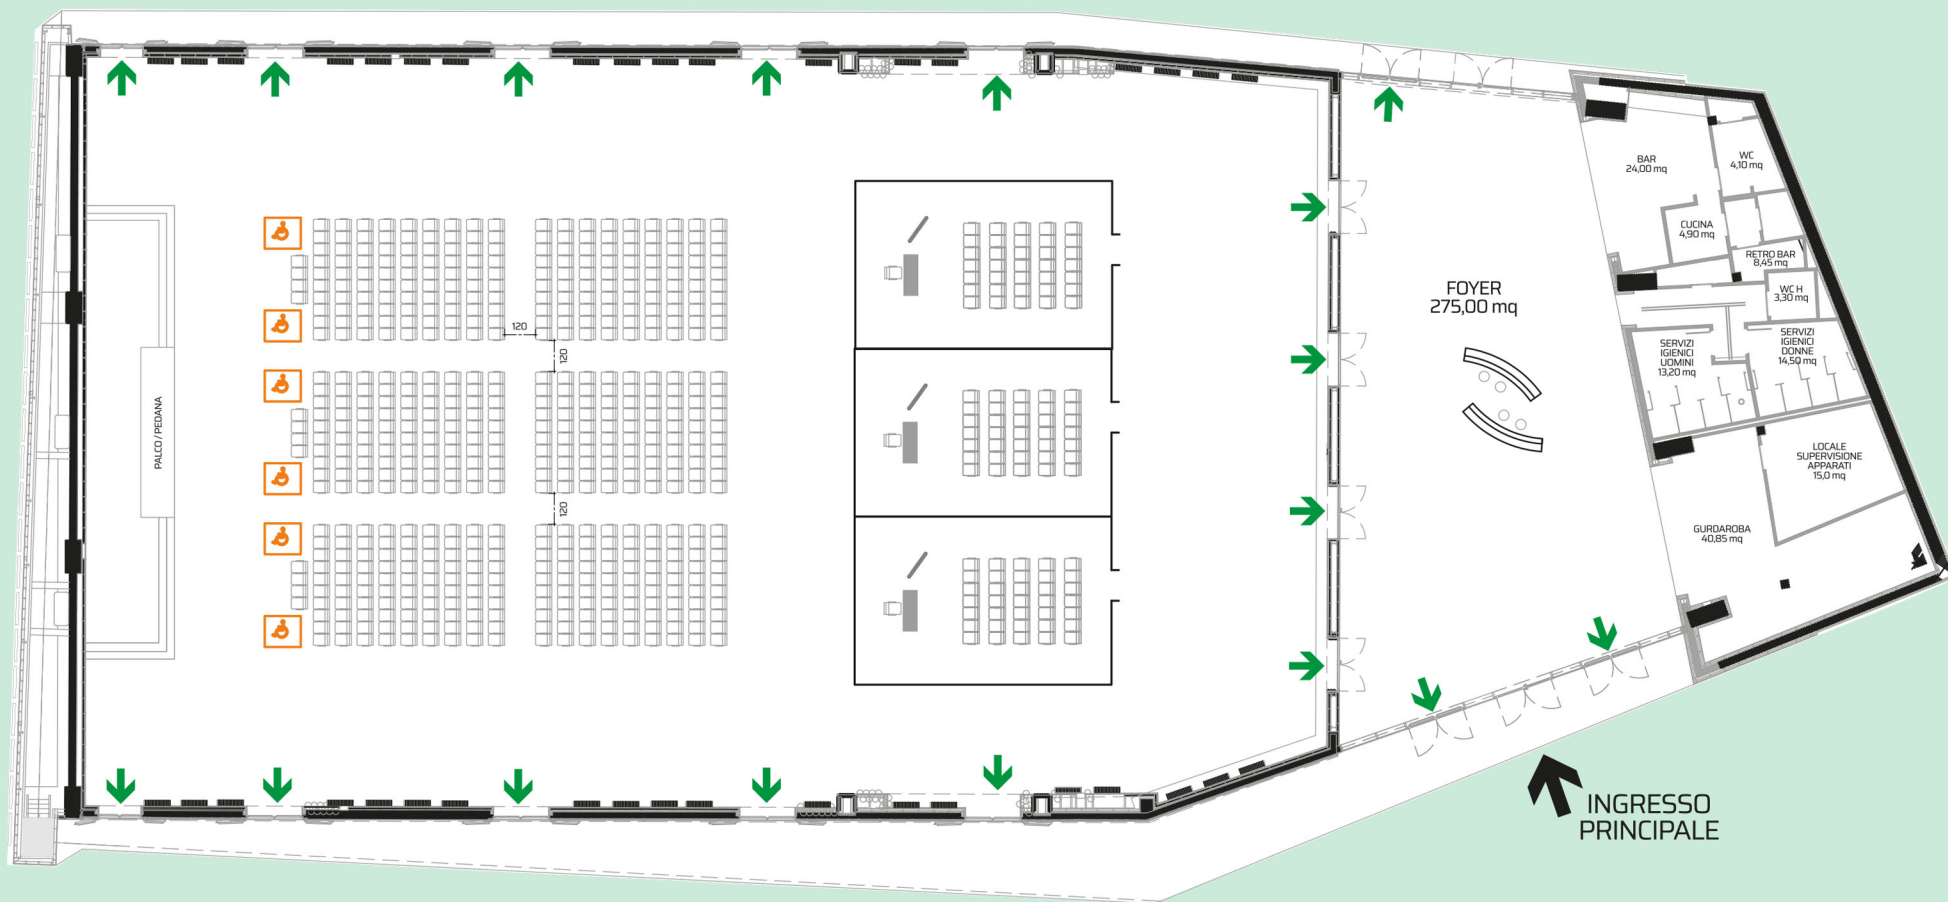 PALCO / PEDANA
120
120
120
FOYER
275,00 mq
BAR
24,00 mq
WC
4,10 mq
CUCINA
4,90 mq
RETRO BAR
8,45 mq
WC H
3,30 mq
SERVIZI
IGIENICI
UOMINI
13,20 mq
SERVIZI
IGIENICI
DONNE
14,50 mq
LOCALE
SUPERVISIONE
APPARATI
15,0 mq
GURDAROBA
40,85 mq
INGRESSO
PRINCIPALE